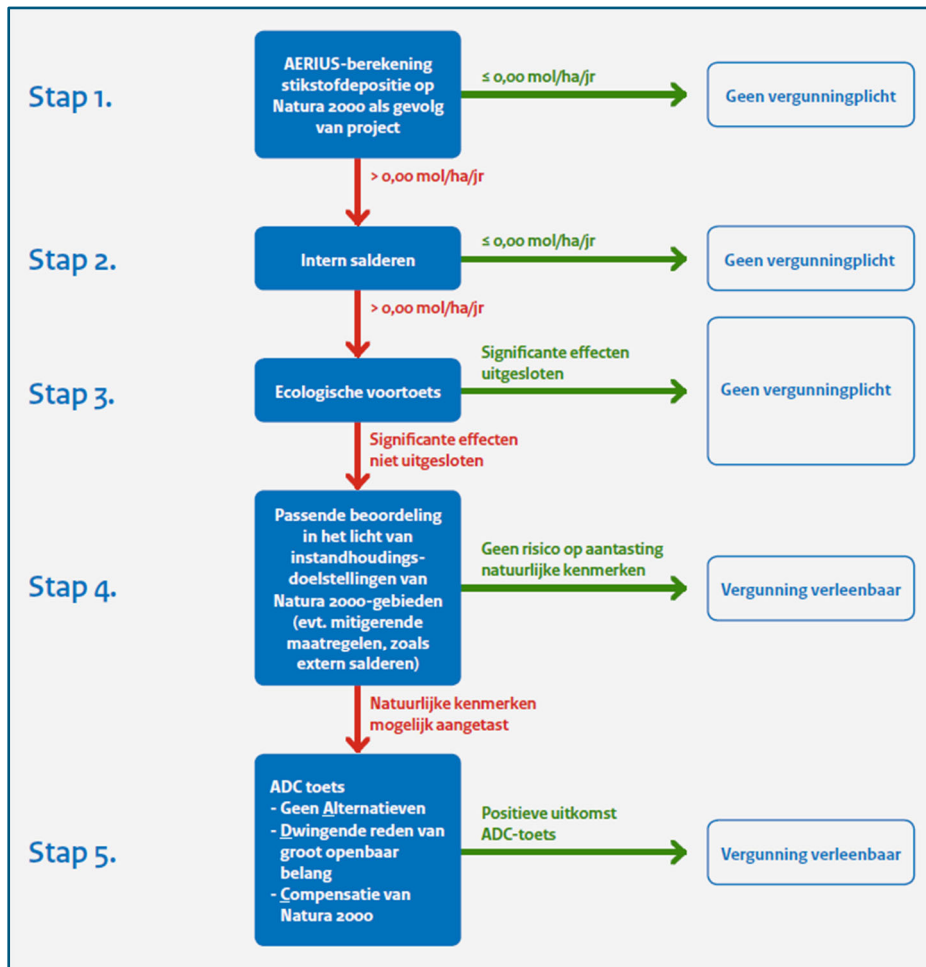 Stap 1.
AERIUS-berekening
stikstofdepositie op
Natura 2000 als gevolg
van project
≤ 0,00 mol/ha/jr
Geen vergunningplicht
> 0,00 mol/ha/jr
Stap 2.
Intern salderen
≤ 0,00 mol/ha/jr
Geen vergunningplicht
> 0,00 mol/ha/jr
Stap 3.
Ecologische voortoets
Significante effecten
uitgesloten
Geen vergunningplicht
Significante effecten
niet uitgesloten
Stap 4.
Passende beoordeling
in het licht van
instandhoudings-
doelstellingen van
Natura 2000-gebieden
(evt. mitigerende
maatregelen, zoals
extern salderen)
Geen risico op aantasting
natuurlijke kenmerken
Vergunning verleenbaar
Natuurlijke kenmerken
mogelijk aangetast
Stap 5.
ADC toets
- Geen Alternatieven
- Dwingende reden van
groot openbaar
belang
- Compensatie van
Natura 2000
Positieve uitkomst
ADC-toets
Vergunning verleenbaar